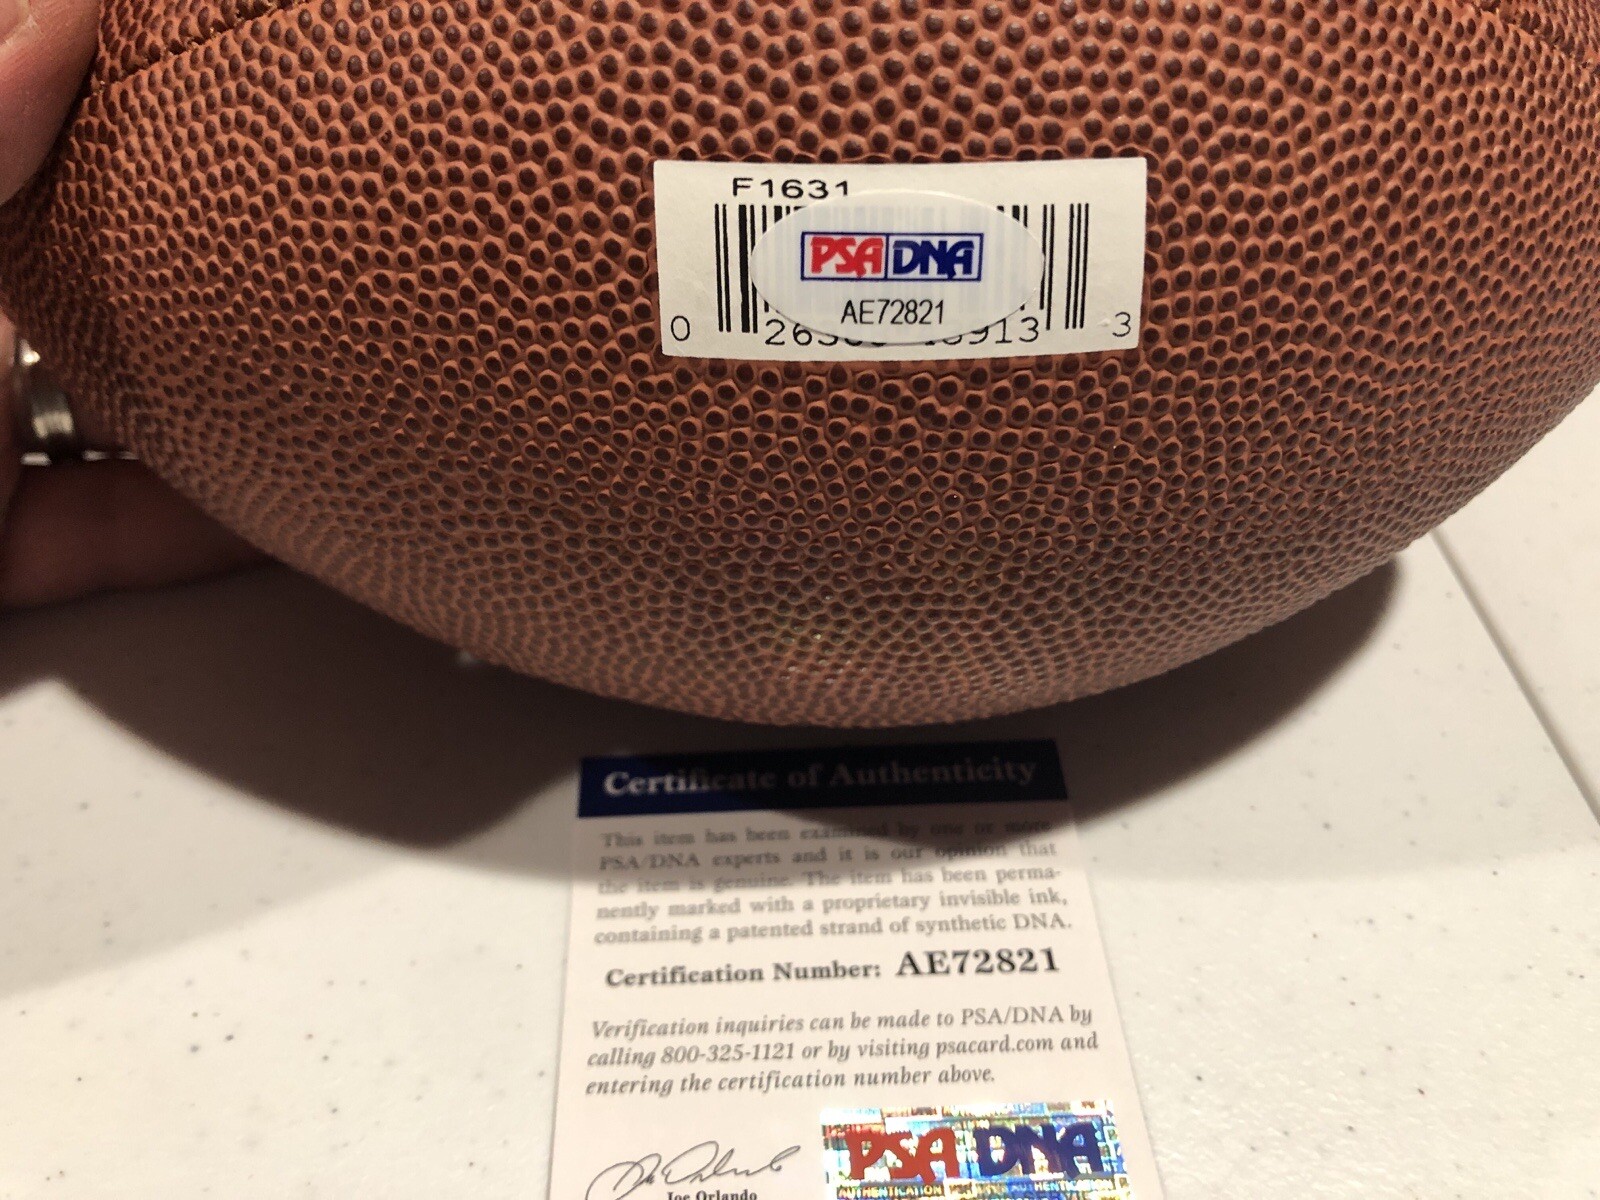 F1631
PSA DNA
AE72821
0
913
3
Certificate of Authenticity
This item has been examined by one or more
PSA/DNA experts and it is our opinion that
the item is genuine. The item has been perma-
nently marked with a proprietary invisible ink,
containing a patented strand of synthetic DNA.
Certification Number: AE72821
Verification inquiries can be made to PSA/DNA by
calling 800-325-1121 or by visiting psacard.com and
entering the certification number above.
Joe Orlando
PSA DNA
AUTHENTICATION